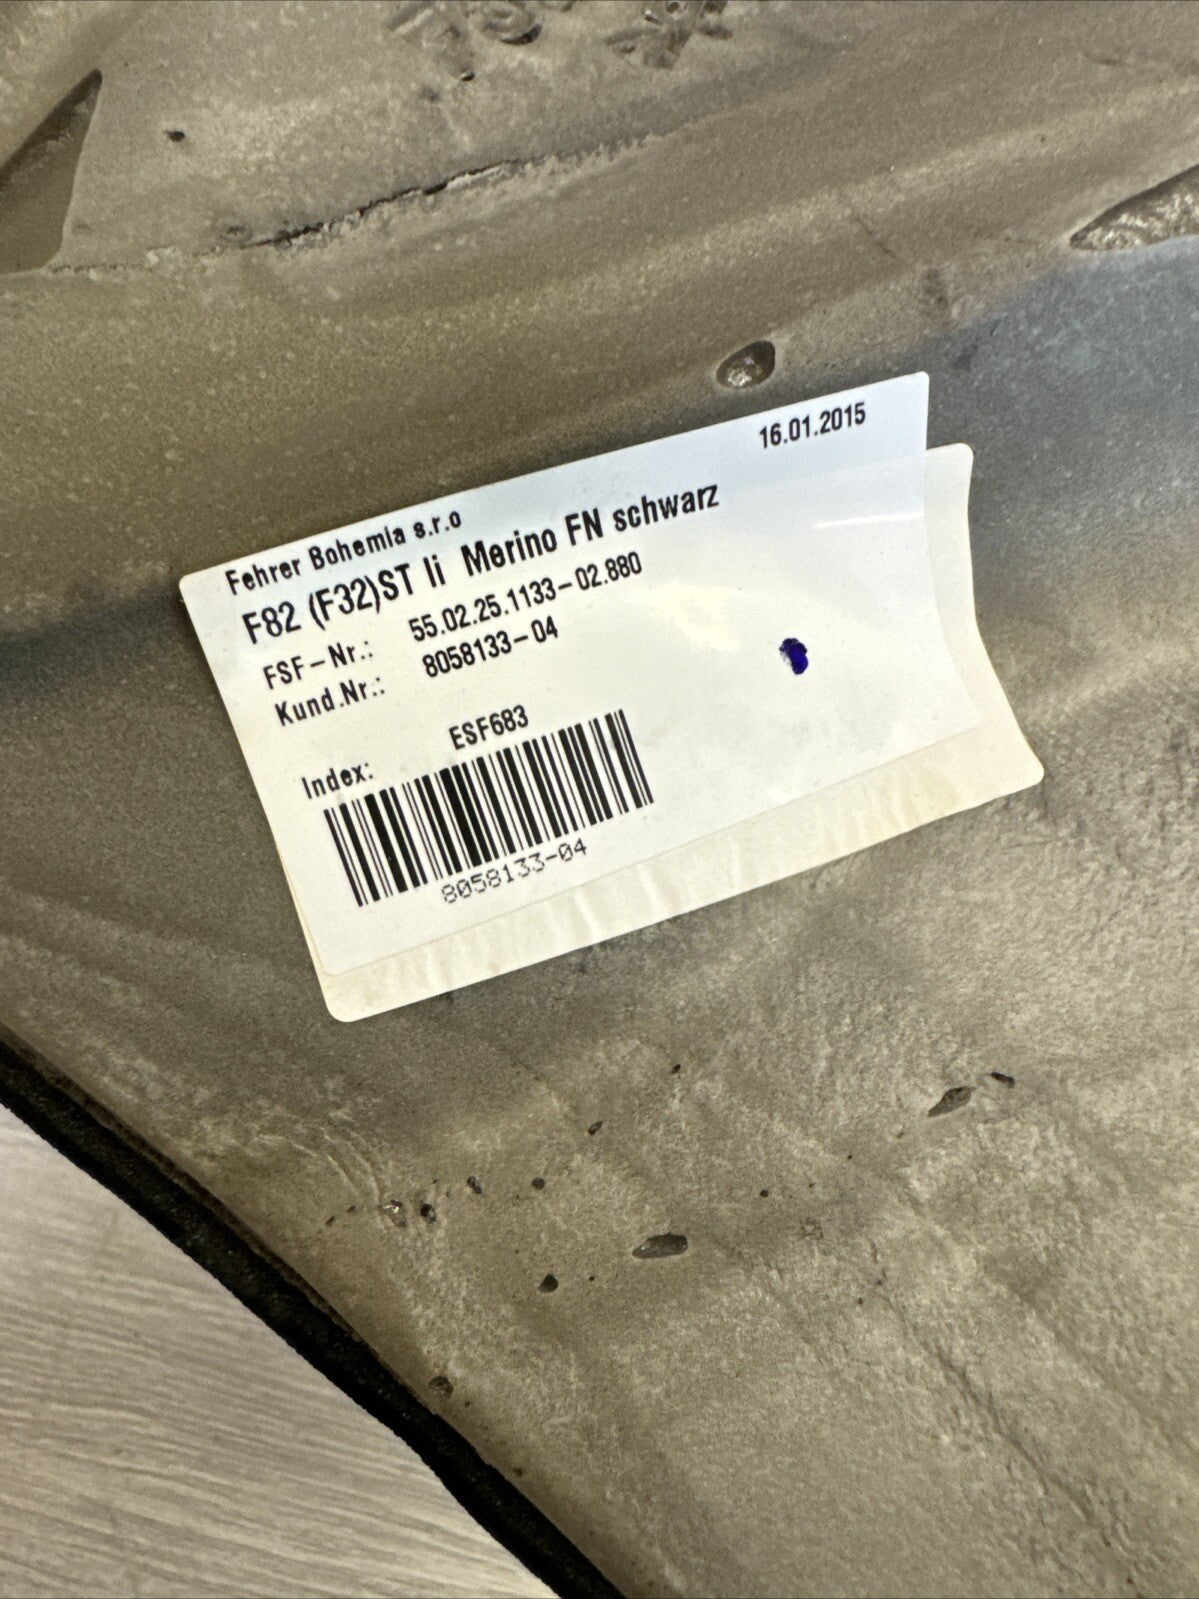 16.01.2015
Fehrer Bohemia s.r.o
F82 (F32)ST li Merino FN schwarz
FSF-Nr.: 55.02.25.1133-02.880
Kund.Nr.: 8058133-04
ESF683
Index:
8058133-04